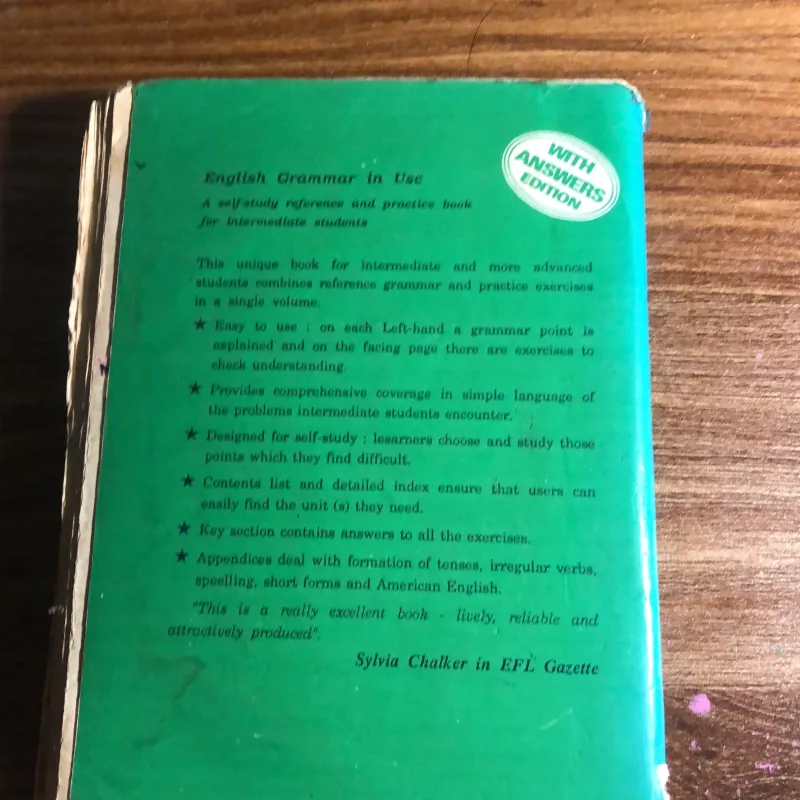 WITH
ANSWERS
EDITION
English Grammar in Use
A self-study reference and practice book
for intermediate students
This unique book for intermediate and more advanced
students combines reference grammar and practice exercises
in a single volume.
★ Easy to use : on each Left-hand a grammar point is
explained and on the facing page there are exercises to
check understanding.
★ Provides comprehensive coverage in simple language of
the problems intermediate students encounter.
★ Designed for self-study : lesarners choose and study those
points which they find difficult.
★ Contents list and detailed index ensure that users can
easily find the unit (s) they need.
★ Key section contains answers to all the exercises.
★ Appendices deal with formation of tenses, irregular verbs,
speelling, short forms and American English.
"This is a really excellent book - lively, reliable and
attractively produced".
Sylvia Chalker in EFL Gazette